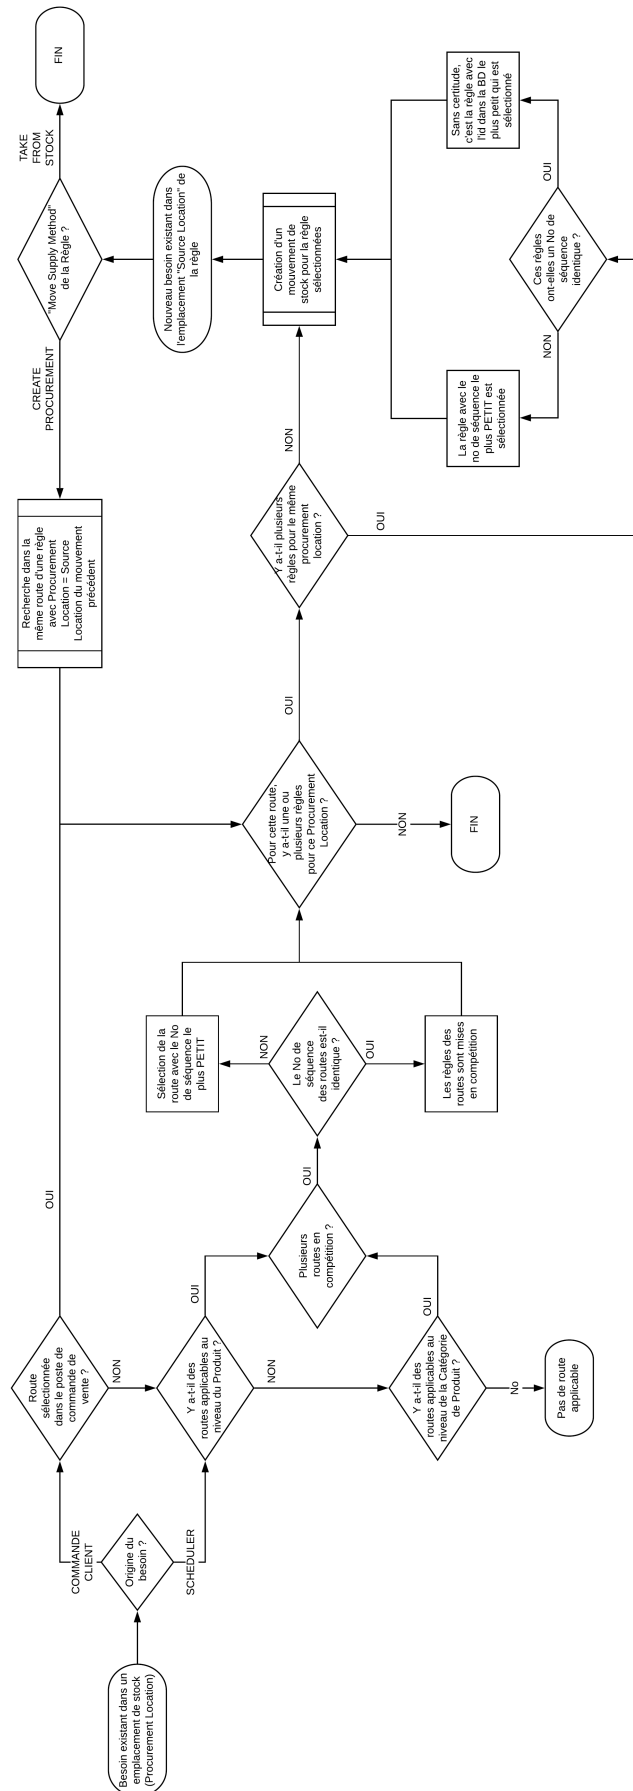 Besoin existant dans un
emplacement de stock
(Procurement Location)
Origine du
besoin ?
COMMANDE
CLIENT
SCHEDULER
Route
sélectionnée
dans le poste de
commande de
vente ?
OUI
NON
Y a-t-il des
routes applicables au
niveau du Produit ?
OUI
NON
Y a-t-il des
routes applicables au
niveau de la Catégorie
de Produit ?
OUI
No
Pas de route
applicable
Plusieurs
routes en
compétition ?
OUI
Le No de
séquence
des routes est-il
identique ?
NON
OUI
Sélection de la
route avec le No
de séquence le
plus PETIT
Les règles des
routes sont mises
en compétition
Pour cette route,
y a-t-il une ou
plusieurs règles
pour ce Procurement
Location ?
OUI
NON
FIN
Recherche dans la
même route d'une règle
avec Procurement
Location = Source
Location du mouvement
précédent
Y a-t-il plusieurs
règles pour le même
procurement
location ?
NON
OUI
CREATE
PROCUREMENT
"Move Supply Method"
de la Règle ?
TAKE
FROM
STOCK
FIN
Nouveau besoin existant dans
l'emplacement "Source Location" de
la règle
Création d'un
mouvement de
stock pour la règle
sélectionnées
La règle avec le
no de séquence le
plus PETIT est
sélectionnée
NON
Ces règles
ont-elles un No de
séquence
identique ?
OUI
Sans certitude,
c'est la règle avec
l'id dans la BD le
plus petit qui est
sélectionné